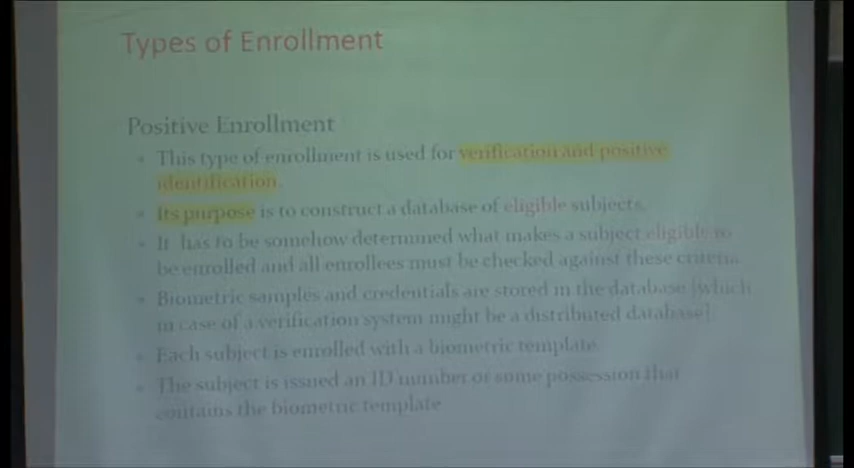 Types of Enrollment
Positive Enrollment
• This type of enrollment is used for verification and positive
identification.
• Its purpose is to construct a database of eligible subjects.
• It has to be somehow determined what makes a subject eligible to
be enrolled and all enrollees must be checked against these criteria.
• Biometric samples and credentials are stored in the database [which
in case of a verification system might be a distributed database].
• Each subject is enrolled with a biometric template.
• The subject is issued an ID number or some possession that
contains the biometric template